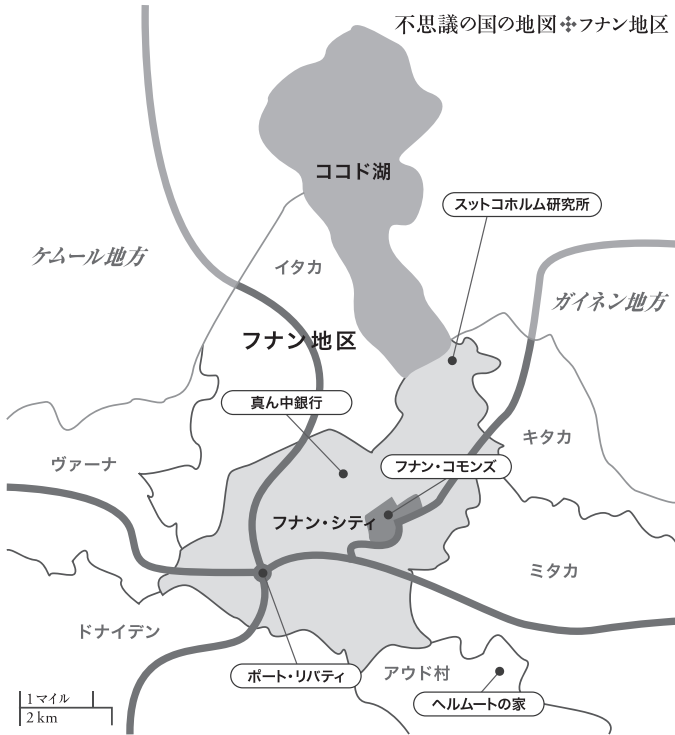 不思議の国の地図✣フナン地区
ココド湖
スットコホルム研究所
ケムール地方
イタカ
ガイネン地方
フナン地区
真ん中銀行
キタカ
ヴァーナ
フナン・コモンズ
フナン・シティ
ミタカ
ドナイデン
ポート・リバティ
アウド村
ヘルムートの家
1マイル
2km